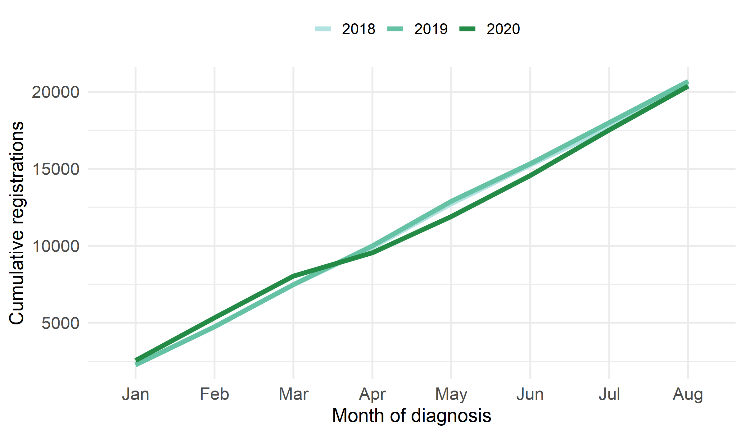 2018 2019 2020
Cumulative registrations
20000
15000
10000
5000
Jan Feb Mar Apr May Jun Jul Aug
Month of diagnosis